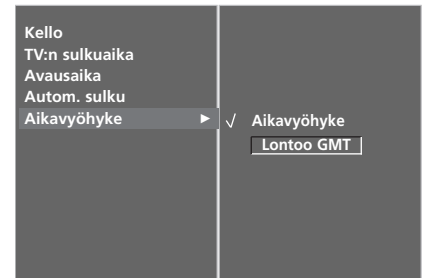 Kello
TV:n sulkuaika
Avausaika
Autom. sulku
Aikavyöhyke ►
√ Aikavyöhyke
Lontoo GMT